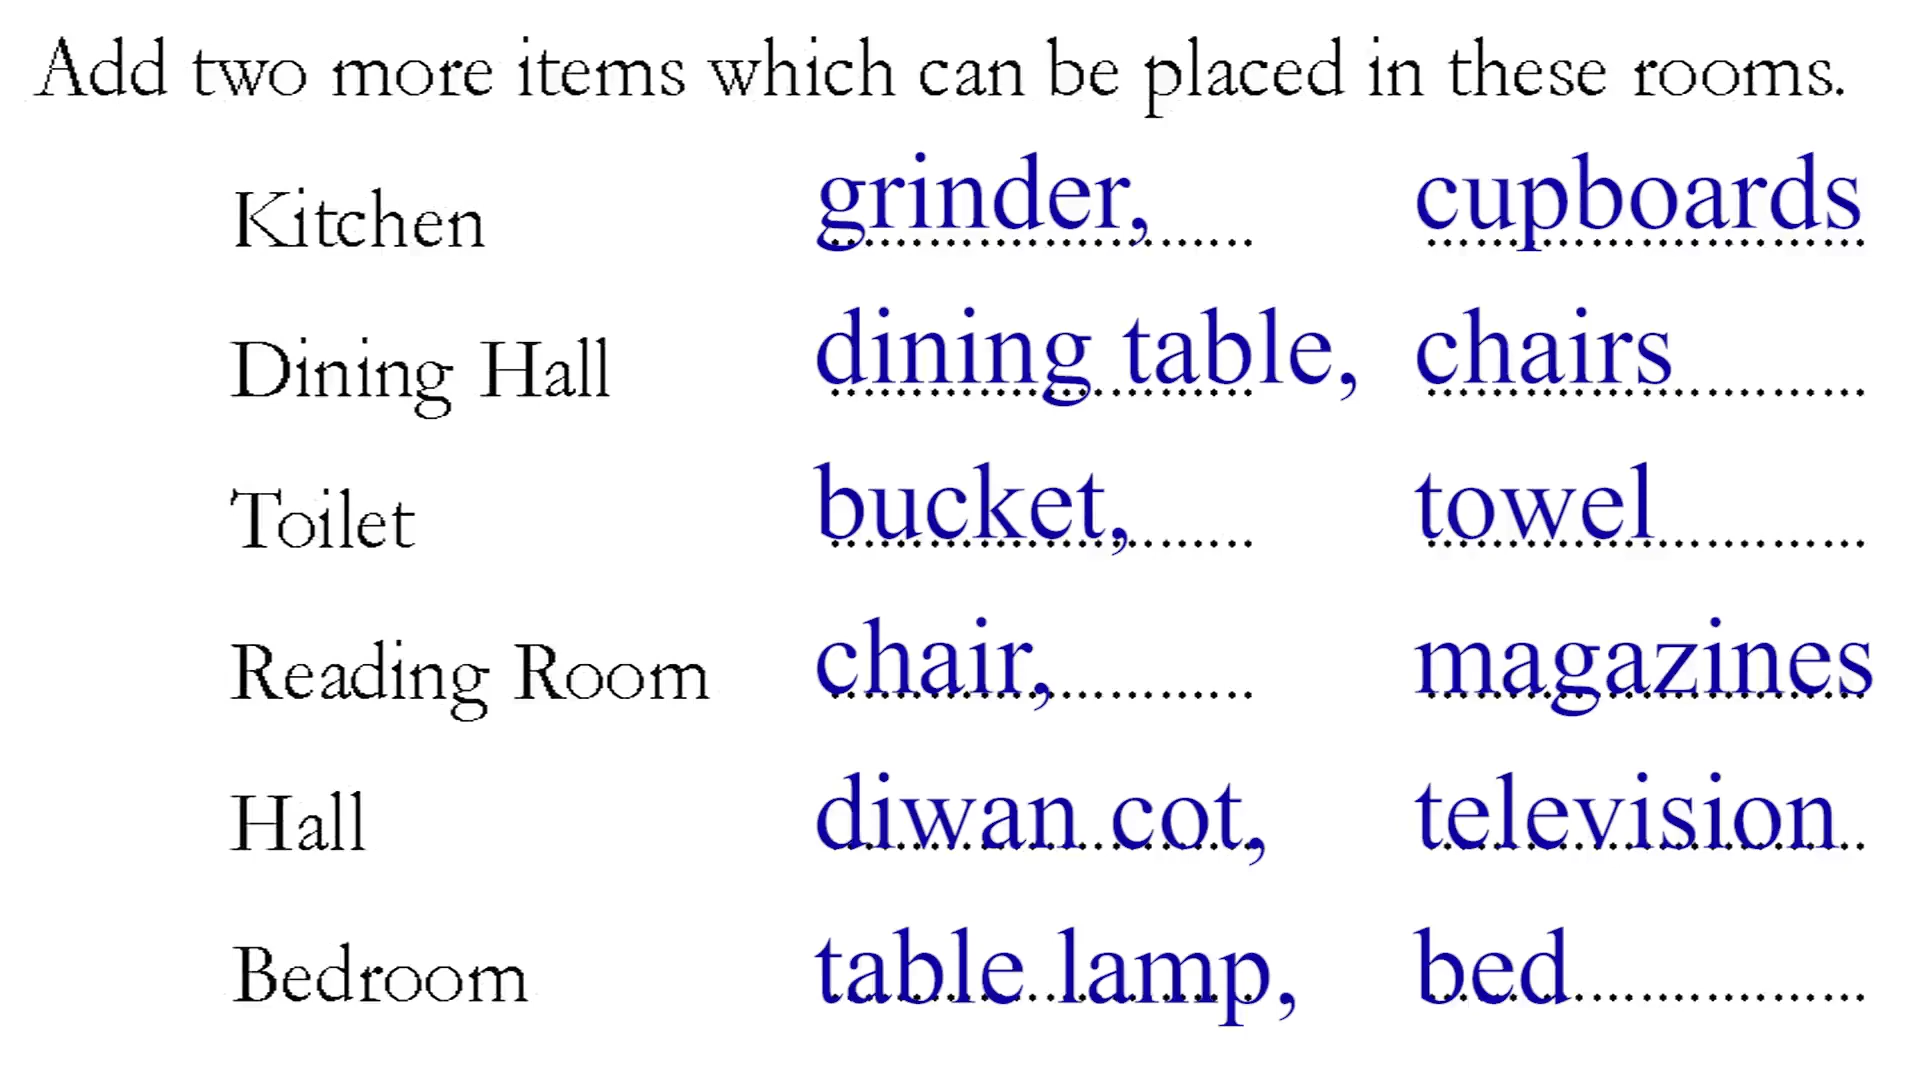 Add two more items which can be placed in these rooms.
Kitchen grinder, cupboards
Dining Hall dining table, chairs
Toilet bucket, towel
Reading Room chair, magazines
Hall diwan cot, television
Bedroom table lamp, bed